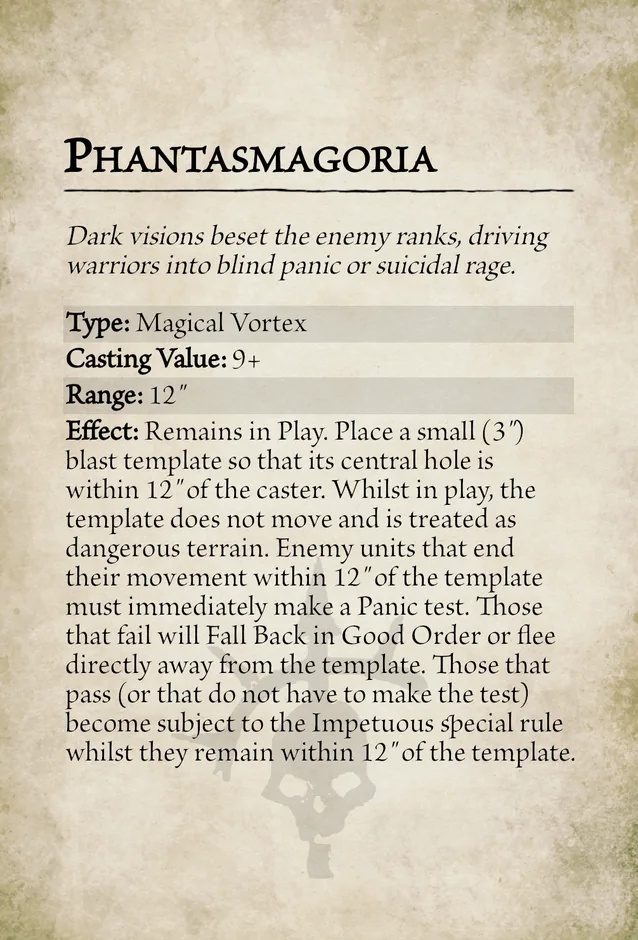 Phantasmagoria
Dark visions beset the enemy ranks, driving
warriors into blind panic or suicidal rage.
Type: Magical Vortex
Casting Value: 9+
Range: 12"
Effect: Remains in Play. Place a small (3")
blast template so that its central hole is
within 12" of the caster. Whilst in play, the
template does not move and is treated as
dangerous terrain. Enemy units that end
their movement within 12" of the template
must immediately make a Panic test. Those
that fail will Fall Back in Good Order or flee
directly away from the template. Those that
pass (or that do not have to make the test)
become subject to the Impetuous special rule
whilst they remain within 12" of the template.